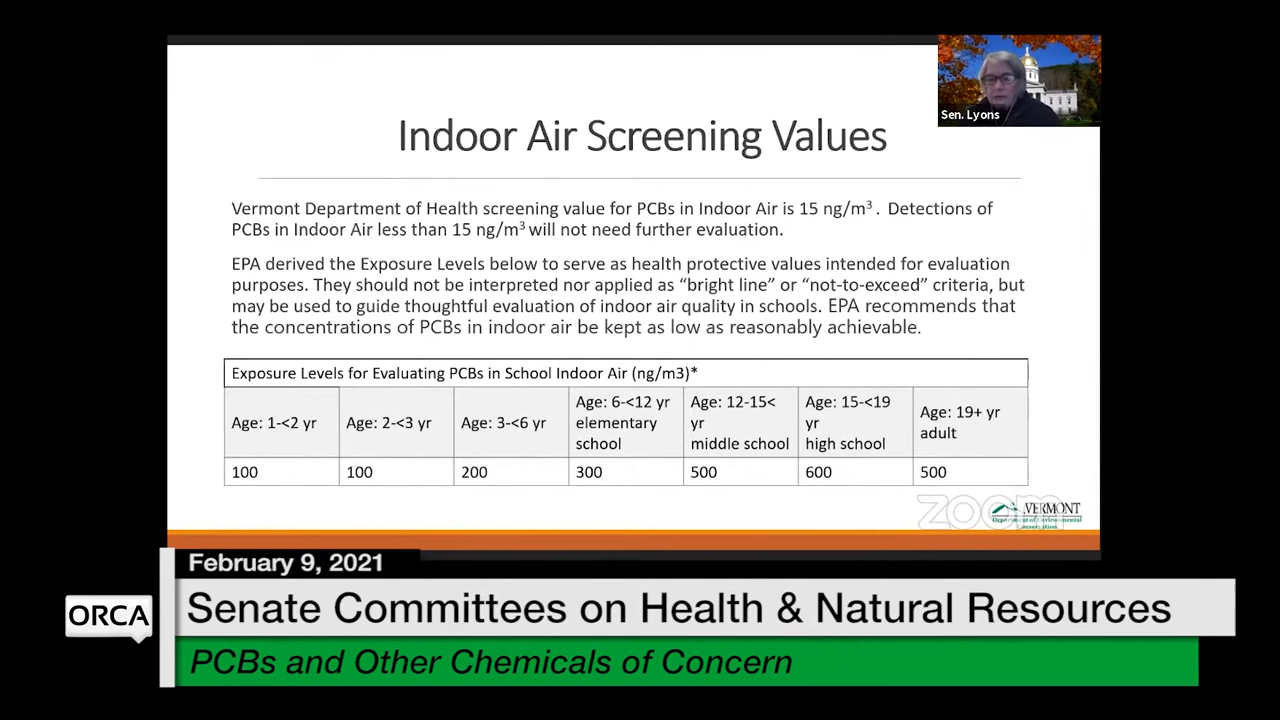 Sen. Lyons
Indoor Air Screening Values
Vermont Department of Health screening value for PCBs in Indoor Air is 15 ng/m³ . Detections of
PCBs in Indoor Air less than 15 ng/m³ will not need further evaluation.
EPA derived the Exposure Levels below to serve as health protective values intended for evaluation
purposes. They should not be interpreted nor applied as “bright line” or “not-to-exceed” criteria, but
may be used to guide thoughtful evaluation of indoor air quality in schools. EPA recommends that
the concentrations of PCBs in indoor air be kept as low as reasonably achievable.
Exposure Levels for Evaluating PCBs in School Indoor Air (ng/m3)*
Age: 1-<2 yr
Age: 2-<3 yr
Age: 3-<6 yr
Age: 6-<12 yr
elementary
school
Age: 12-15<
yr
middle school
Age: 15-<19
yr
high school
Age: 19+ yr
adult
100
100
200
300
500
600
500
zoom
VERMONT
Department of Environmental
Conservation
February 9, 2021
ORCA
Senate Committees on Health & Natural Resources
PCBs and Other Chemicals of Concern